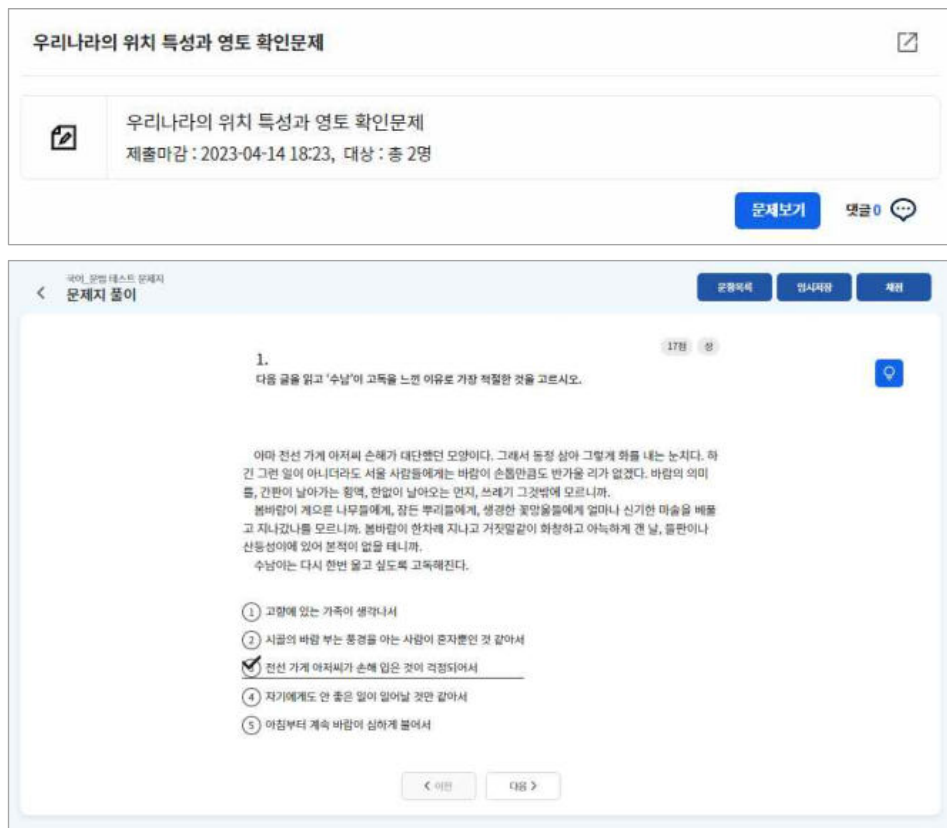 우리나라의 위치 특성과 영토 확인문제
우리나라의 위치 특성과 영토 확인문제
제출마감 : 2023-04-14 18:23, 대상 : 총 2명
문제보기 댓글 0
국어_문법 테스트 문제지
문제지 풀이
문항목록 임시저장 채점
17점 상
1.
다음 글을 읽고 '수남'이 고독을 느낀 이유로 가장 적절한 것을 고르시오.
아마 전선 가게 아저씨 손해가 대단했던 모양이다. 그래서 동정 삼아 그렇게 화를 내는 눈치다. 하
긴 그런 일이 아니더라도 서울 사람들에게는 바람이 손톱만큼도 반가울 리가 없겠다. 바람의 의미
를, 간판이 날아가는 횡액, 한없이 날아오는 먼지, 쓰레기 그것밖에 모르니까.
봄바람이 게으른 나무들에게, 잠든 뿌리들에게, 생경한 꽃망울들에게 얼마나 신기한 마술을 베풀
고 지나갔나를 모르니까. 봄바람이 한차례 지나고 거짓말같이 화창하고 아늑하게 갠 날, 들판이나
산등성이에 있어 본적이 없을 테니까.
수남이는 다시 한번 울고 싶도록 고독해진다.
① 고향에 있는 가족이 생각나서
② 시골의 바람 부는 풍경을 아는 사람이 혼자뿐인 것 같아서
전선 가게 아저씨가 손해 입은 것이 걱정되어서
④ 자기에게도 안 좋은 일이 일어날 것만 같아서
⑤ 아침부터 계속 바람이 심하게 불어서
이전 다음